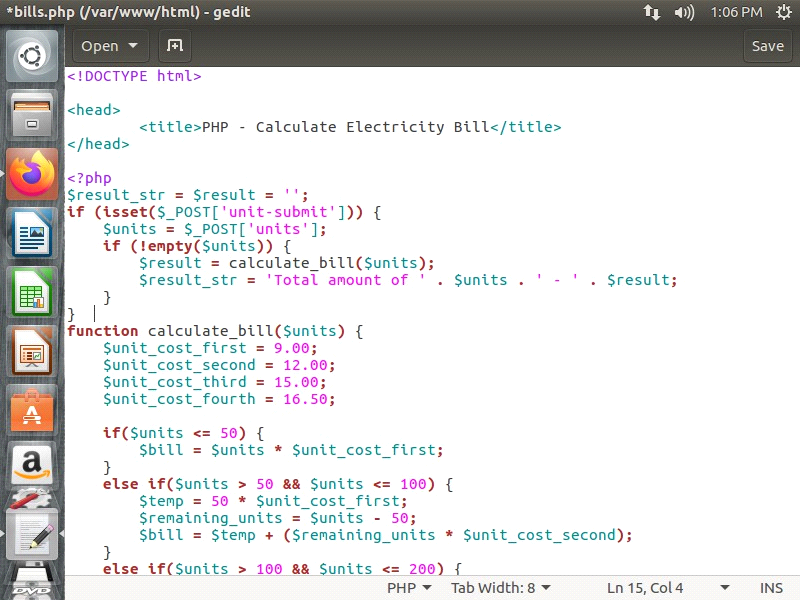 *bills.php (/var/www/html) - gedit
1:06 PM
Open
Save
<!DOCTYPE html>
<head>
        <title>PHP - Calculate Electricity Bill</title>
</head>
<?php
$result_str = $result = '';
if (isset($_POST['unit-submit'])) {
    $units = $_POST['units'];
    if (!empty($units)) {
        $result = calculate_bill($units);
        $result_str = 'Total amount of ' . $units . ' - ' . $result;
    }
}
function calculate_bill($units) {
    $unit_cost_first = 9.00;
    $unit_cost_second = 12.00;
    $unit_cost_third = 15.00;
    $unit_cost_fourth = 16.50;
    if($units <= 50) {
        $bill = $units * $unit_cost_first;
    }
    else if($units > 50 && $units <= 100) {
        $temp = 50 * $unit_cost_first;
        $remaining_units = $units - 50;
        $bill = $temp + ($remaining_units * $unit_cost_second);
    }
    else if($units > 100 && $units <= 200) {
PHP
Tab Width: 8
Ln 15, Col 4
INS
a
A
DVD